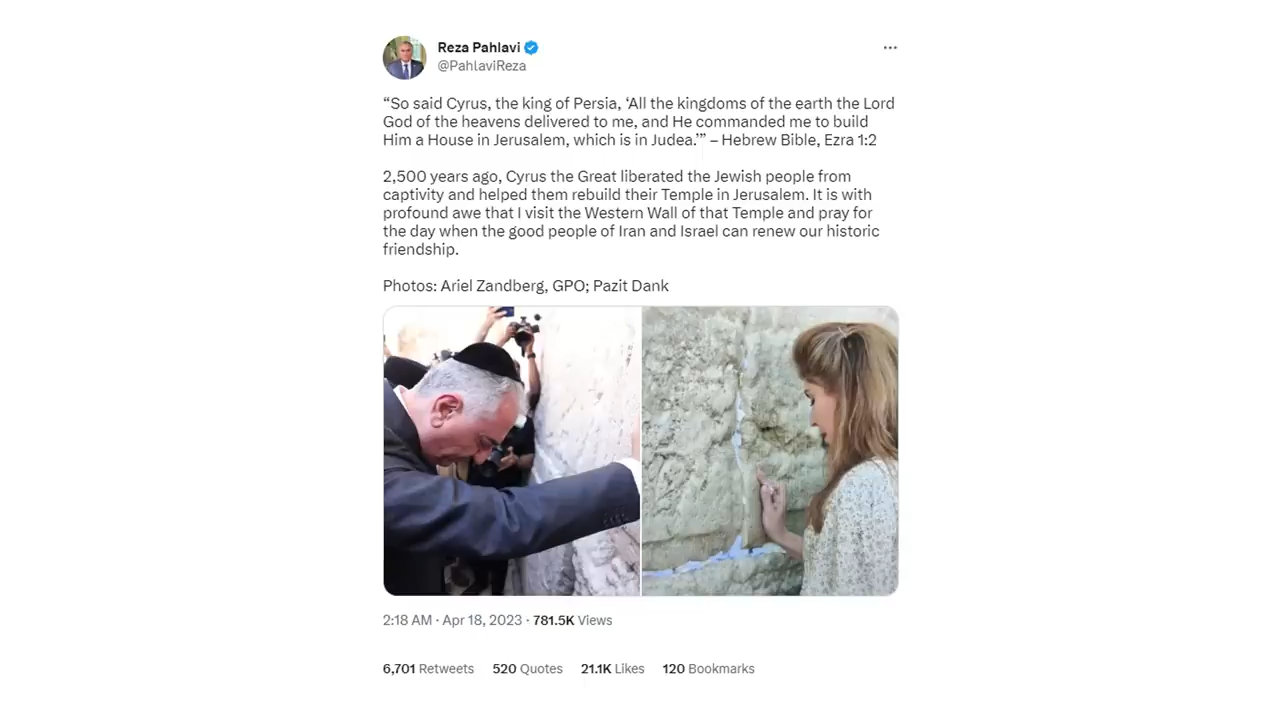 Reza Pahlavi
@PahlaviReza
“So said Cyrus, the king of Persia, ‘All the kingdoms of the earth the Lord
God of the heavens delivered to me, and He commanded me to build
Him a House in Jerusalem, which is in Judea.’” – Hebrew Bible, Ezra 1:2
2,500 years ago, Cyrus the Great liberated the Jewish people from
captivity and helped them rebuild their Temple in Jerusalem. It is with
profound awe that I visit the Western Wall of that Temple and pray for
the day when the good people of Iran and Israel can renew our historic
friendship.
Photos: Ariel Zandberg, GPO; Pazit Dank
2:18 AM · Apr 18, 2023 · 781.5K Views
6,701 Retweets 520 Quotes 21.1K Likes 120 Bookmarks